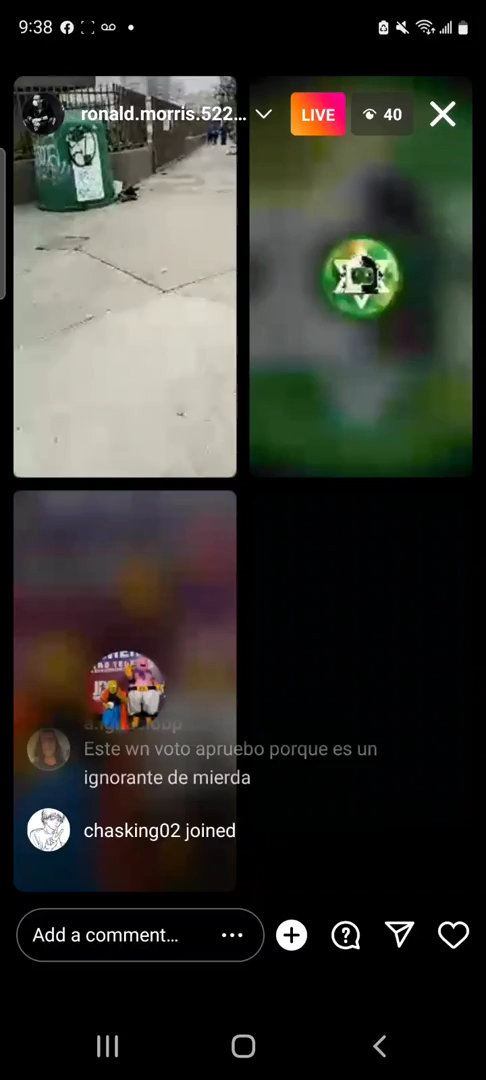 9:38
ronald.morris.522...
LIVE
40
Este wn voto apruebo porque es un
ignorante de mierda
chasking02 joined
Add a comment...